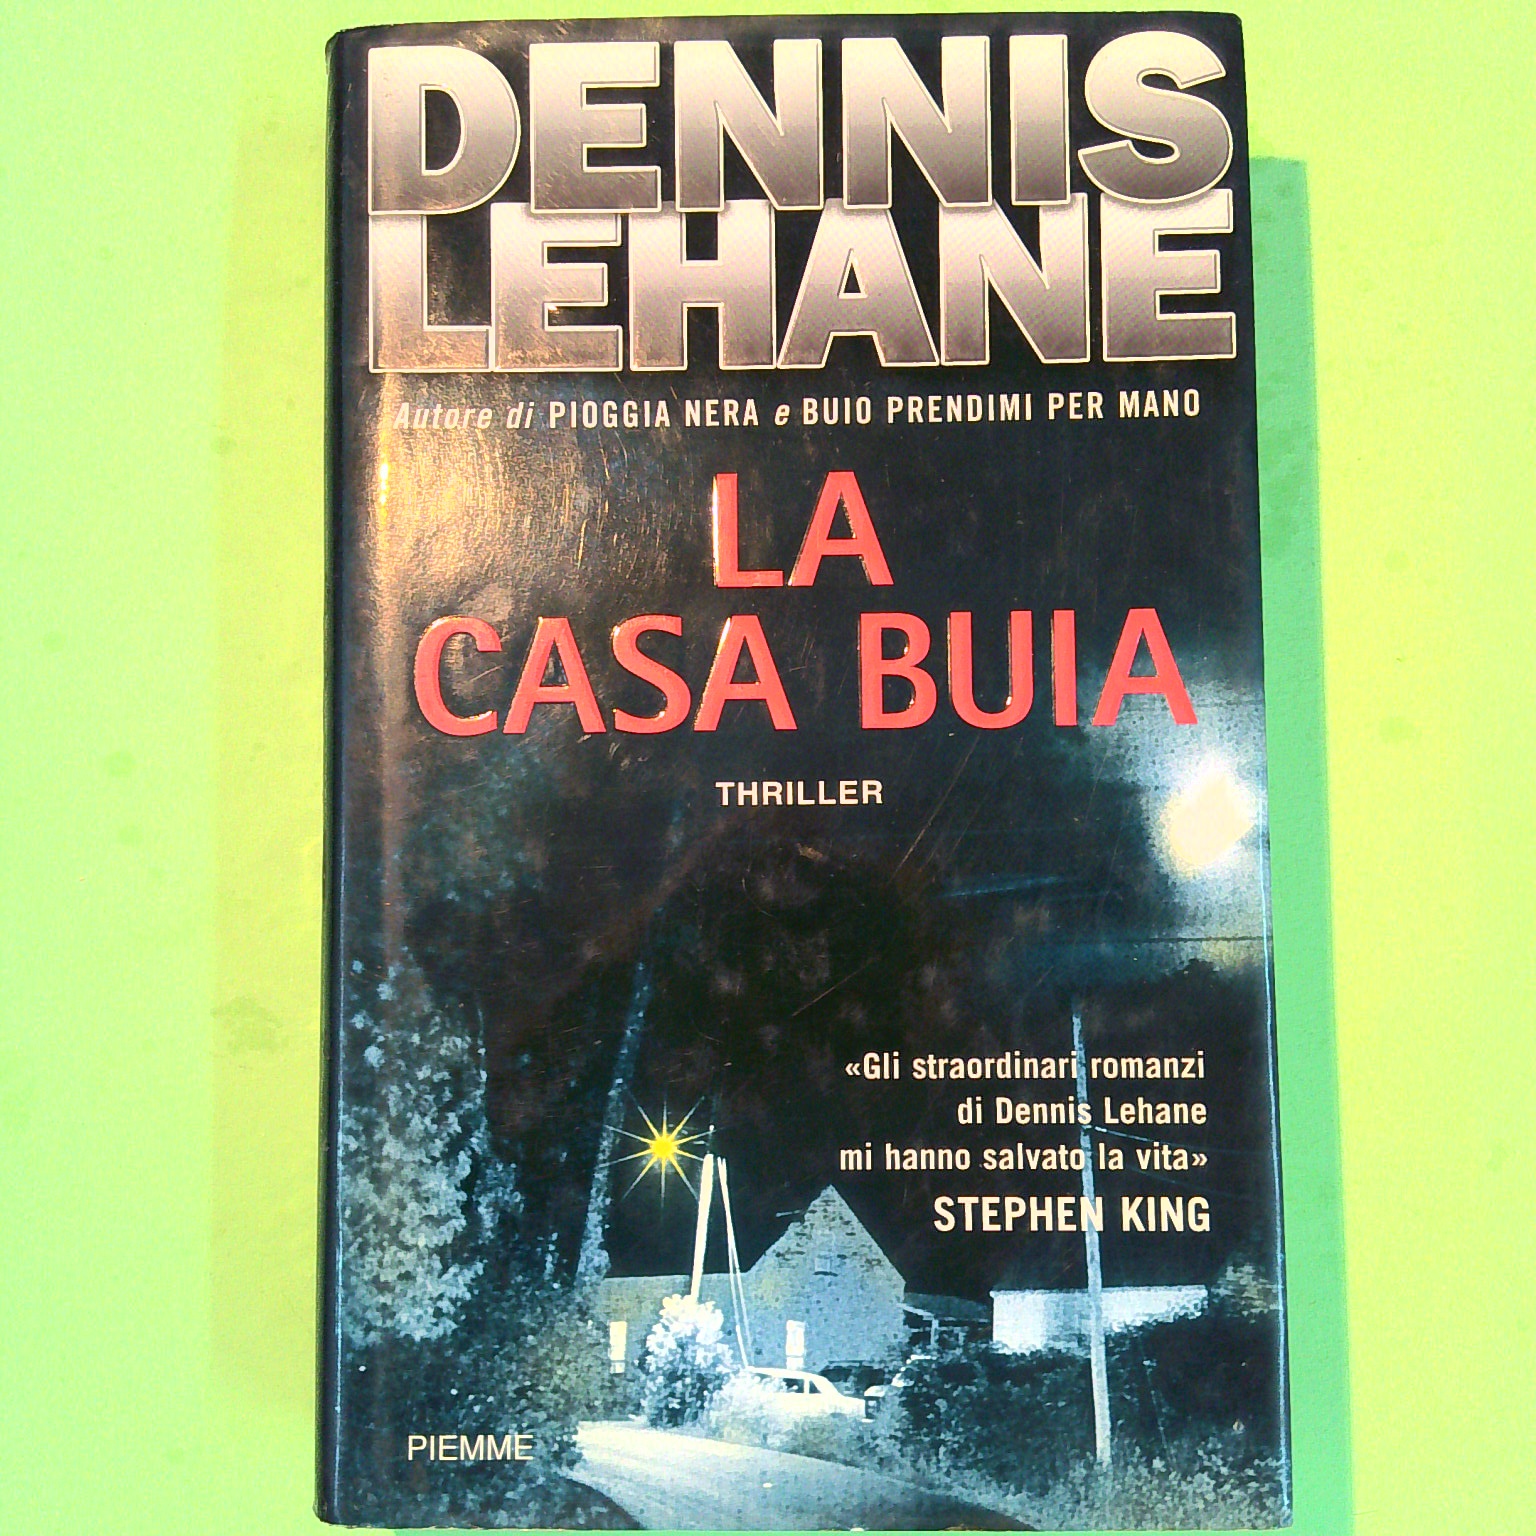 DENNIS
LEHANE
Autore di PIOGGIA NERA e BUIO PRENDIMI PER MANO
LA
CASA BUIA
THRILLER
«Gli straordinari romanzi
di Dennis Lehane
mi hanno salvato la vita»
STEPHEN KING
PIEMME